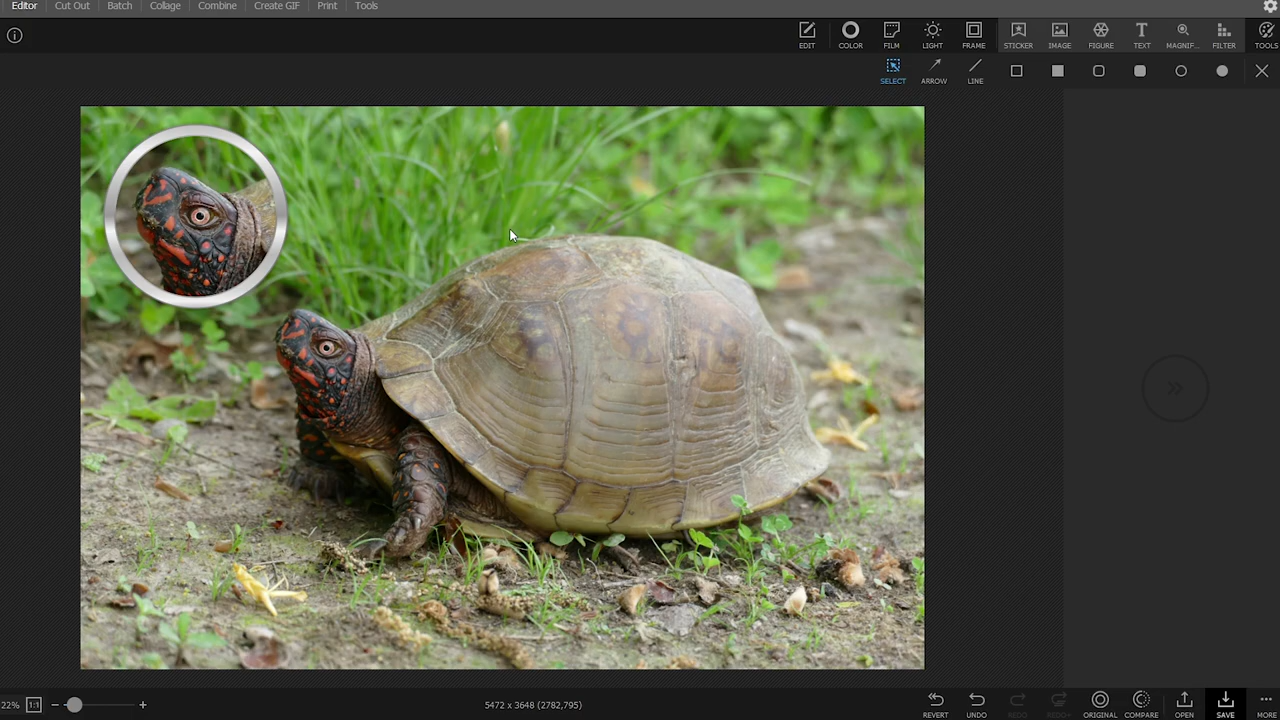 Editor Cut Out Batch Collage Combine Create GIF Print Tools
EDIT COLOR FILM LIGHT FRAME STICKER IMAGE FIGURE TEXT MAGNIF... FILTER TOOLS
SELECT ARROW LINE
22% 1:1 5472 x 3648 (2782,795) REVERT UNDO REDO REDO+ ORIGINAL COMPARE OPEN SAVE MORE